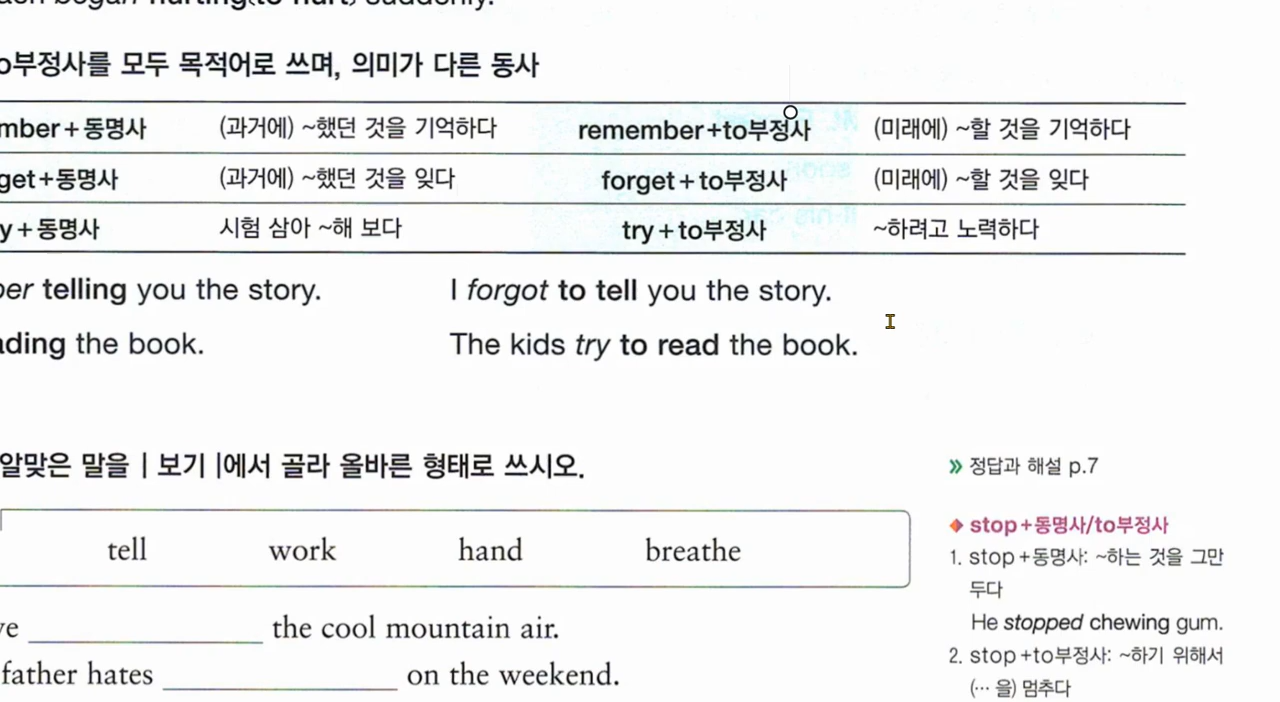 hurting(to hurt) suddenly.
to부정사를 모두 목적어로 쓰며, 의미가 다른 동사
mber+동명사 (과거에) ~했던 것을 기억하다 remember+to부정사 (미래에) ~할 것을 기억하다
get+동명사 (과거에) ~했던 것을 잊다 forget+to부정사 (미래에) ~할 것을 잊다
y+동명사 시험 삼아 ~해 보다 try+to부정사 ~하려고 노력하다
ber telling you the story. I forgot to tell you the story.
ading the book. The kids try to read the book.
알맞은 말을 | 보기 |에서 골라 올바른 형태로 쓰시오.
tell work hand breathe
ve the cool mountain air.
father hates on the weekend.
» 정답과 해설 p.7
stop+동명사/to부정사
1. stop+동명사: ~하는 것을 그만
두다
He stopped chewing gum.
2. stop+to부정사: ~하기 위해서
(… 을) 멈추다